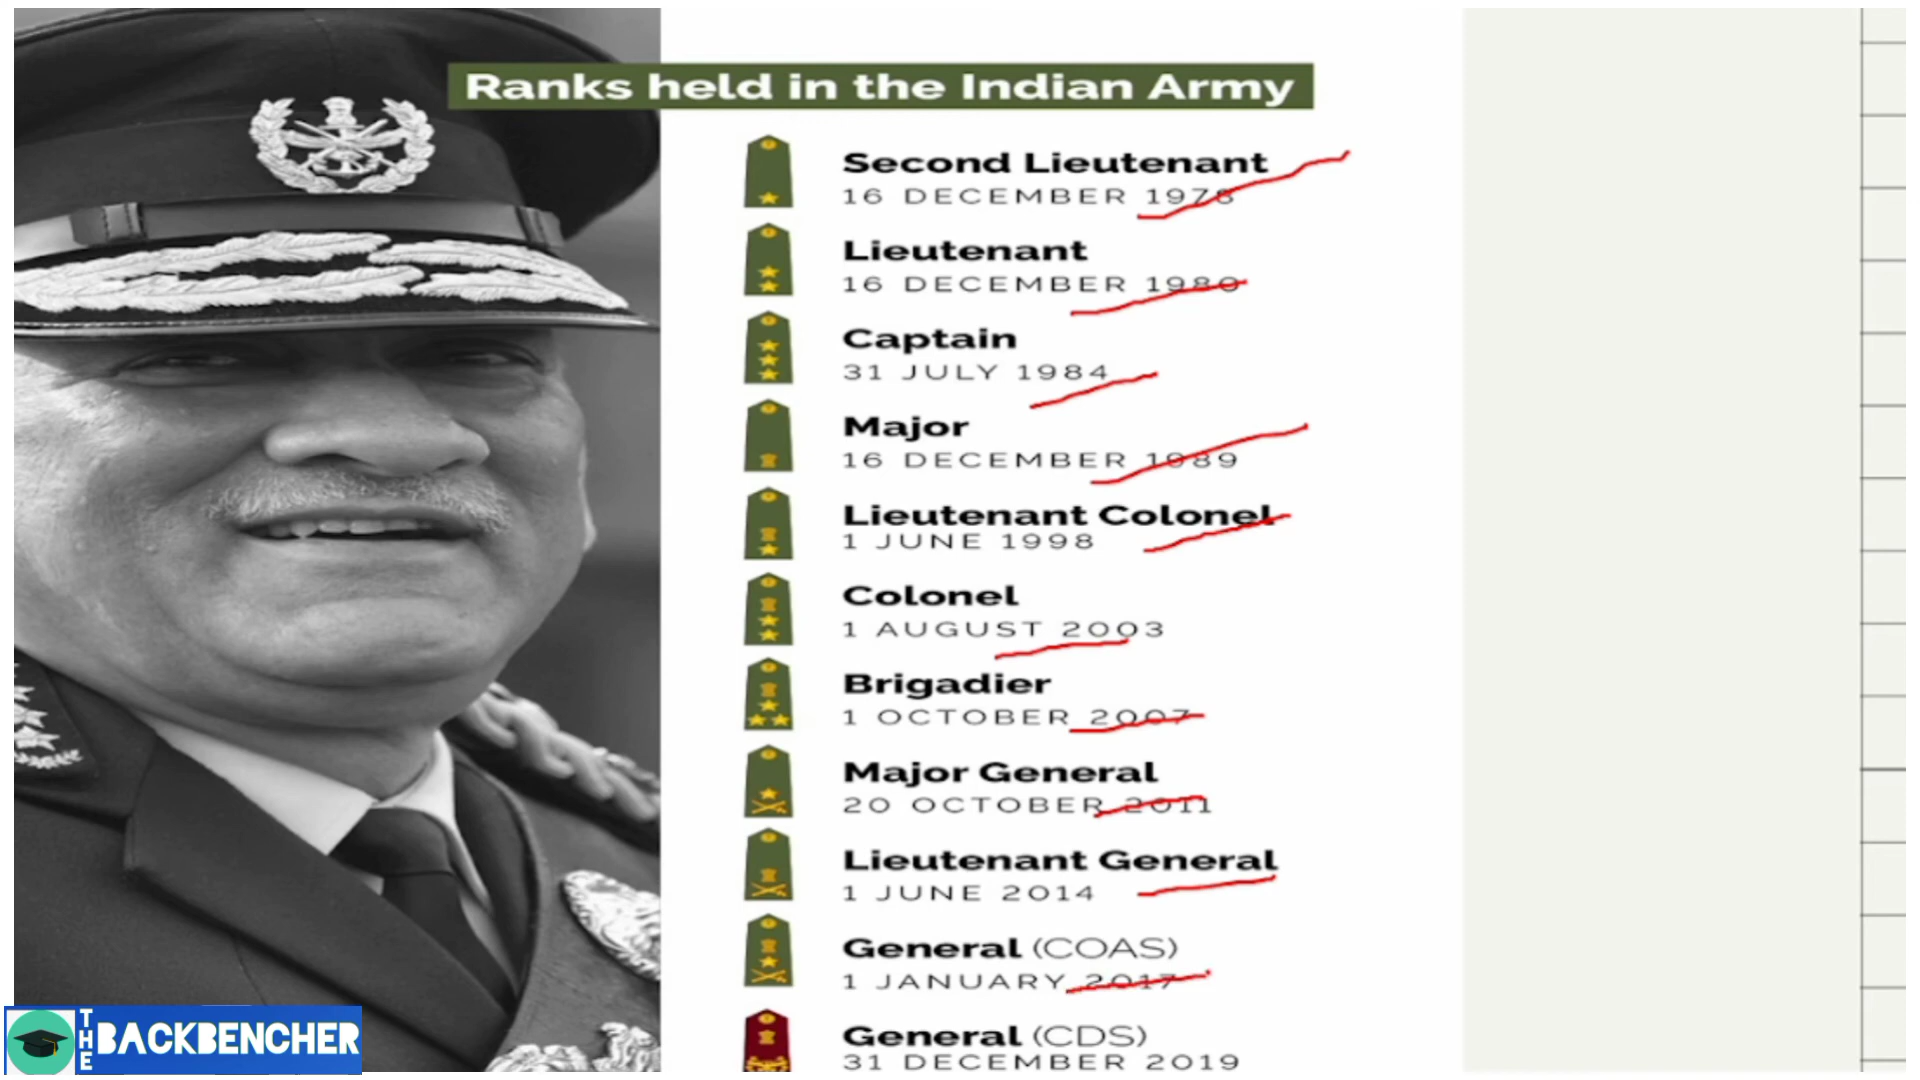 Ranks held in the Indian Army
Second Lieutenant
16 DECEMBER 1978
Lieutenant
16 DECEMBER 1980
Captain
31 JULY 1984
Major
16 DECEMBER 1989
Lieutenant Colonel
1 JUNE 1998
Colonel
1 AUGUST 2003
Brigadier
1 OCTOBER 2007
Major General
20 OCTOBER 2011
Lieutenant General
1 JUNE 2014
General (COAS)
1 JANUARY 2017
General (CDS)
31 DECEMBER 2019
THE BACKBENCHER